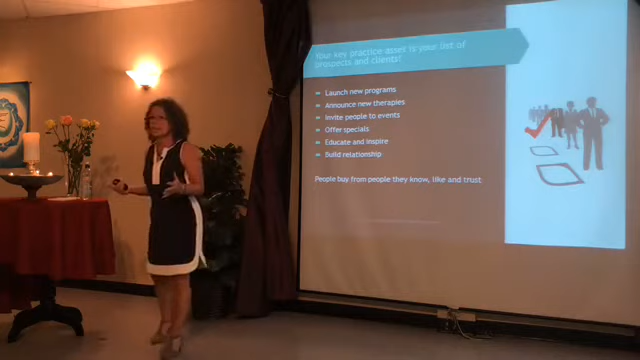 Your key practice asset is your list of
prospects and clients!
Launch new programs
Announce new therapies
Invite people to events
Offer specials
Educate and inspire
Build relationship
People buy from people they know, like and trust